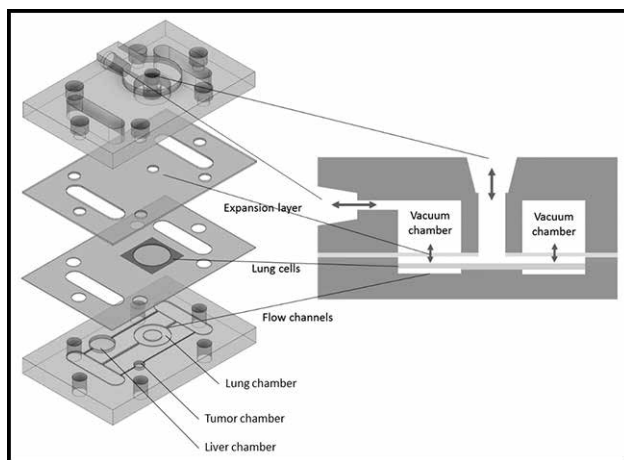 Expansion layer
Vacuum
chamber
Vacuum
chamber
Lung cells
Flow channels
Lung chamber
Tumor chamber
Liver chamber